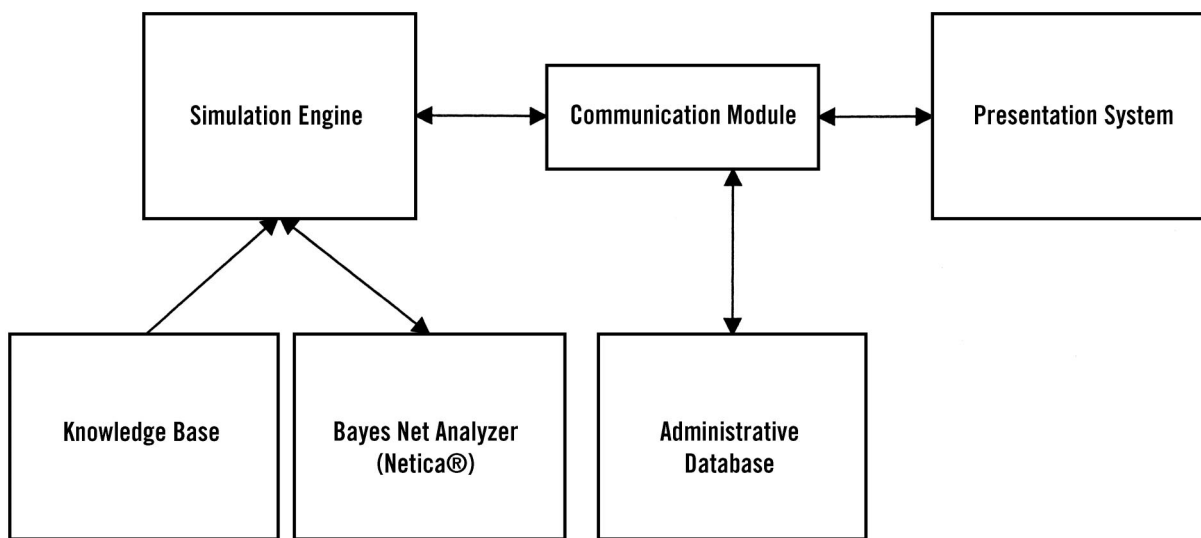 Simulation Engine
Communication Module
Presentation System
Knowledge Base
Bayes Net Analyzer
(Netica®)
Administrative
Database